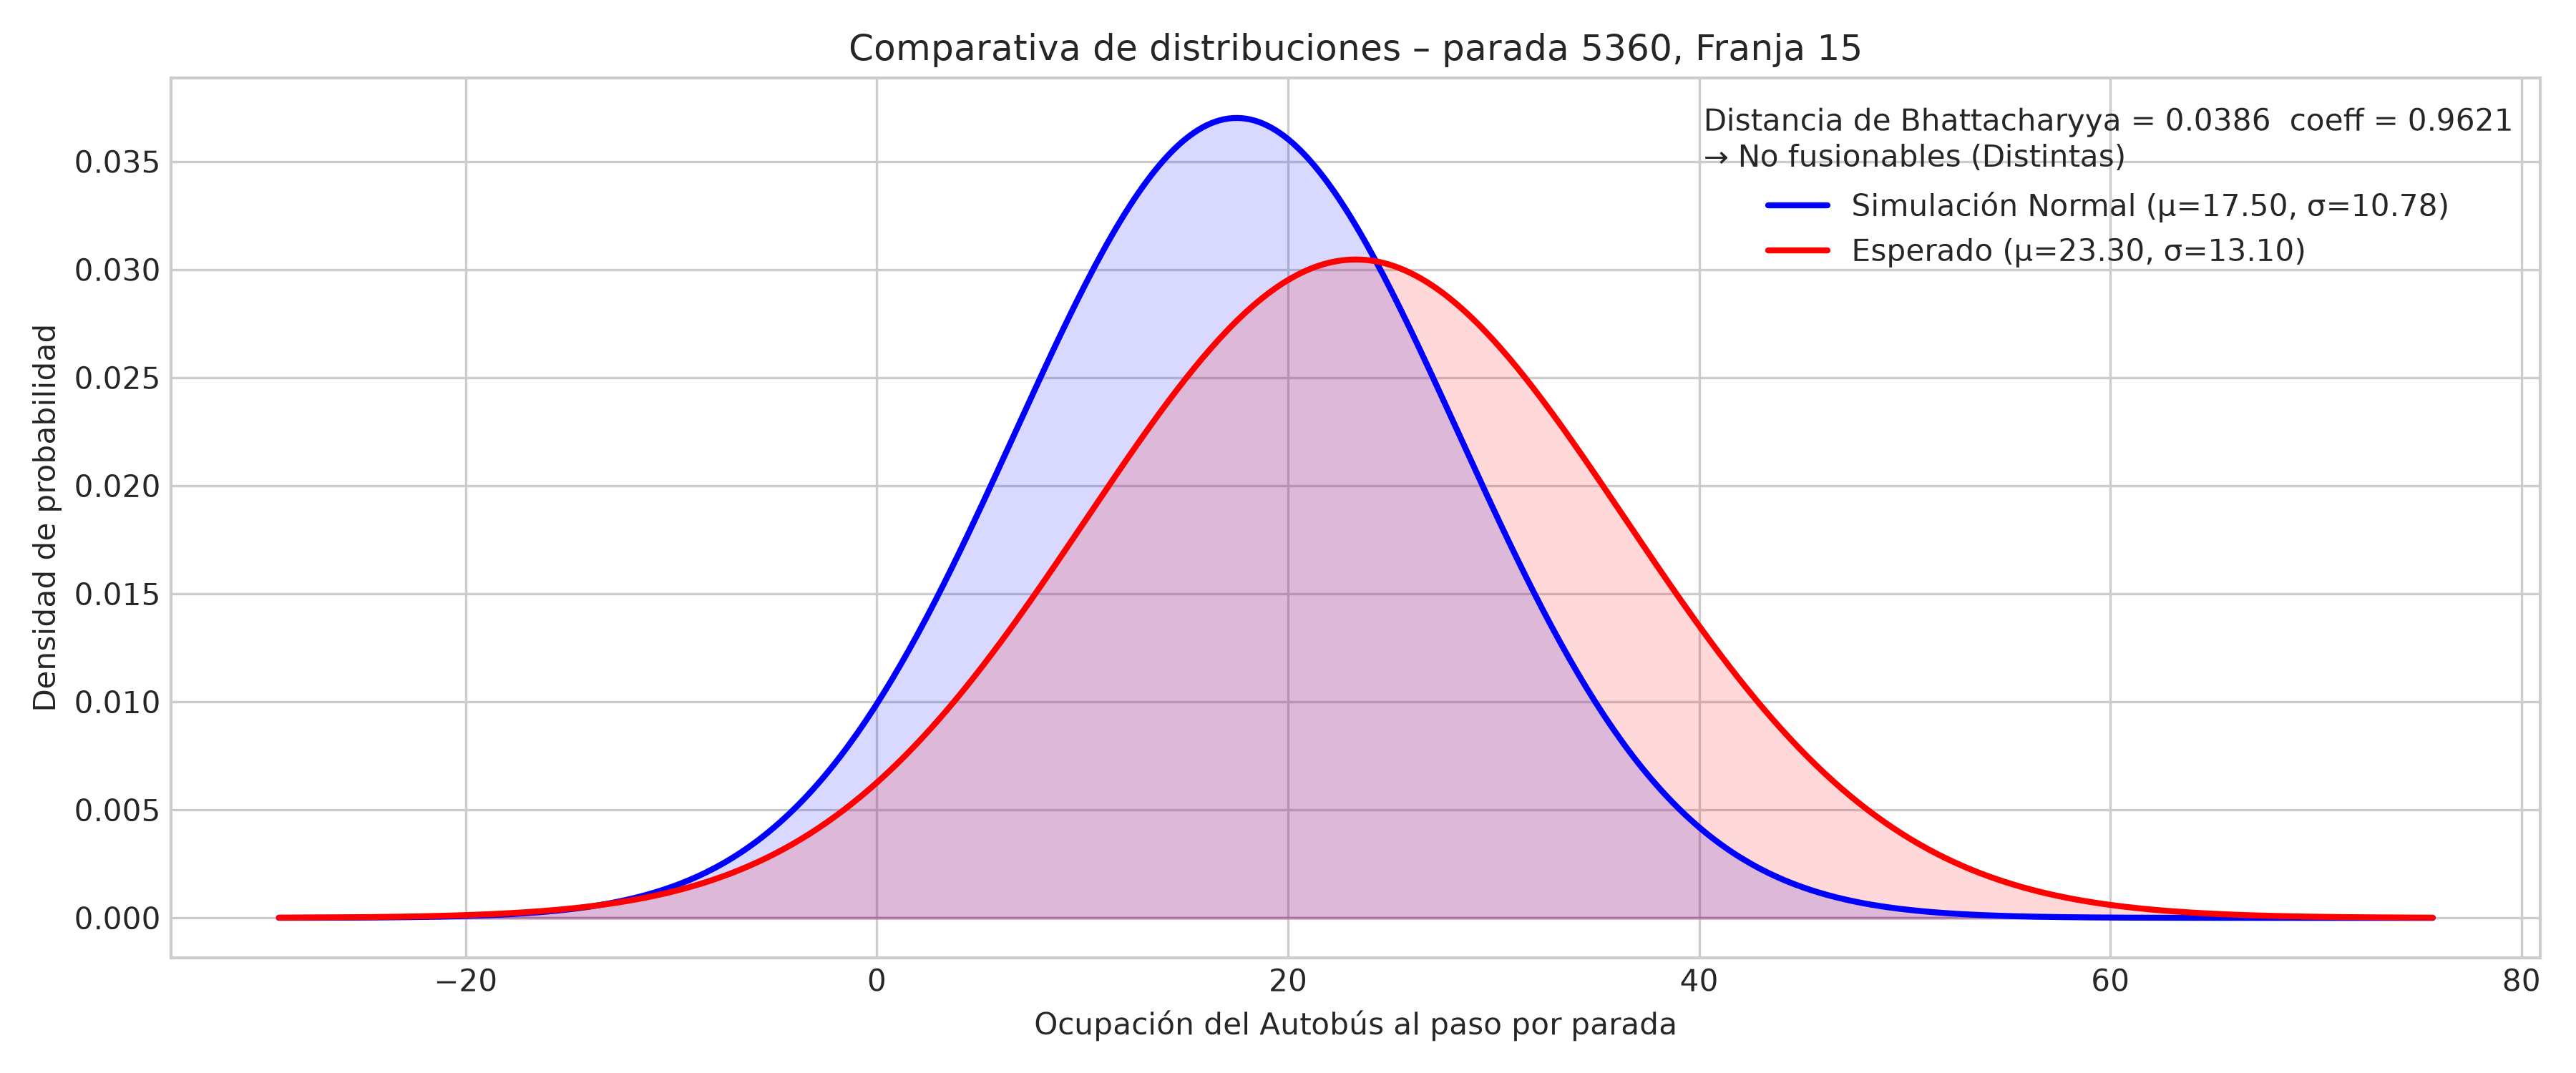 Comparativa de distribuciones – parada 5360, Franja 15
Distancia de Bhattacharyya = 0.0386  coeff = 0.9621
→ No fusionables (Distintas)
Simulación Normal (μ=17.50, σ=10.78)
Esperado (μ=23.30, σ=13.10)
Densidad de probabilidad
0.035
0.030
0.025
0.020
0.015
0.010
0.005
0.000
−20 0 20 40 60 80
Ocupación del Autobús al paso por parada